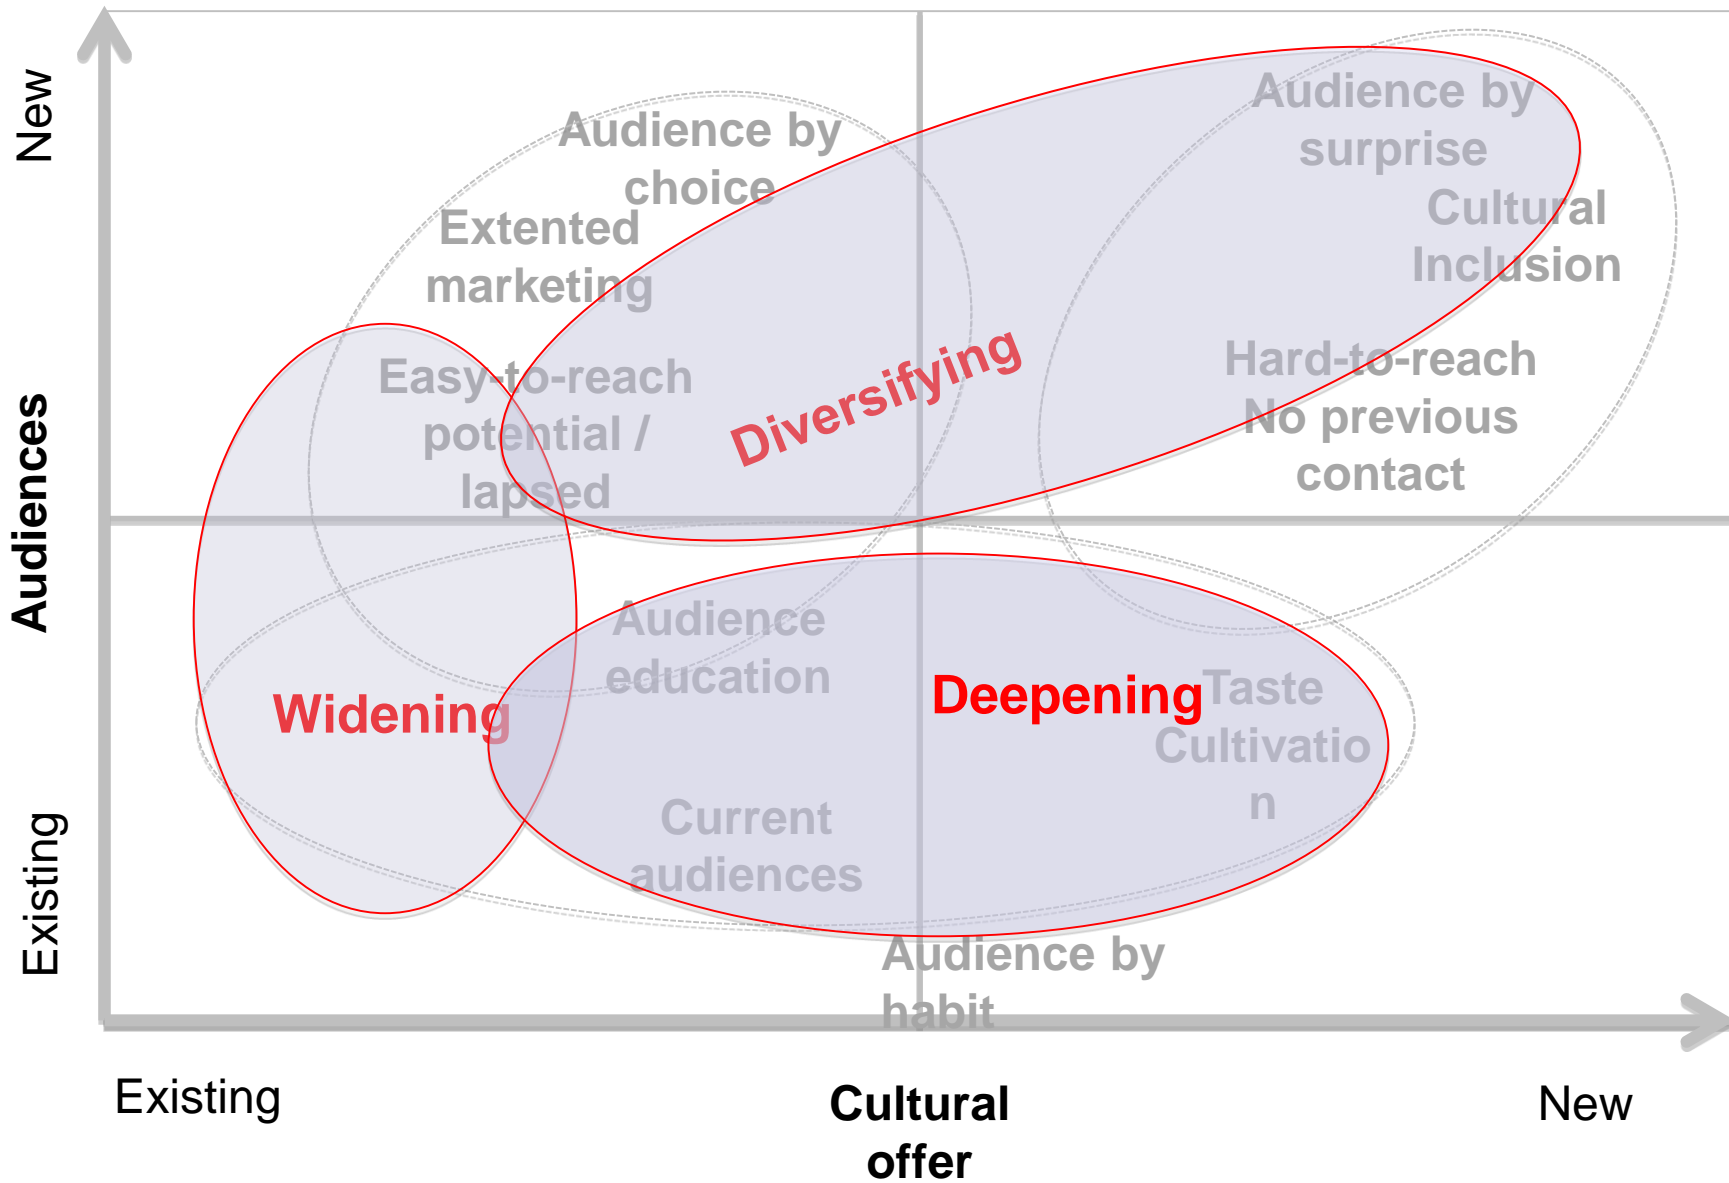 New
Audience by
choice
Audience by
surprise
Extented
marketing
Cultural
Inclusion
Easy-to-reach
potential /
lapsed
Diversifying
Hard-to-reach
No previous
contact
Audiences
Audience
education
Widening
Deepening
Taste
Cultivatio
n
Current
audiences
Existing
Audience by
habit
Existing
Cultural
offer
New